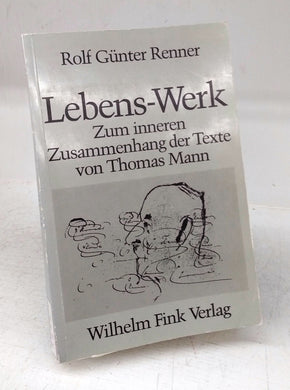 Rolf Günter Renner
Lebens-Werk
Zum inneren
Zusammenhang der Texte
von Thomas Mann
Wilhelm Fink Verlag